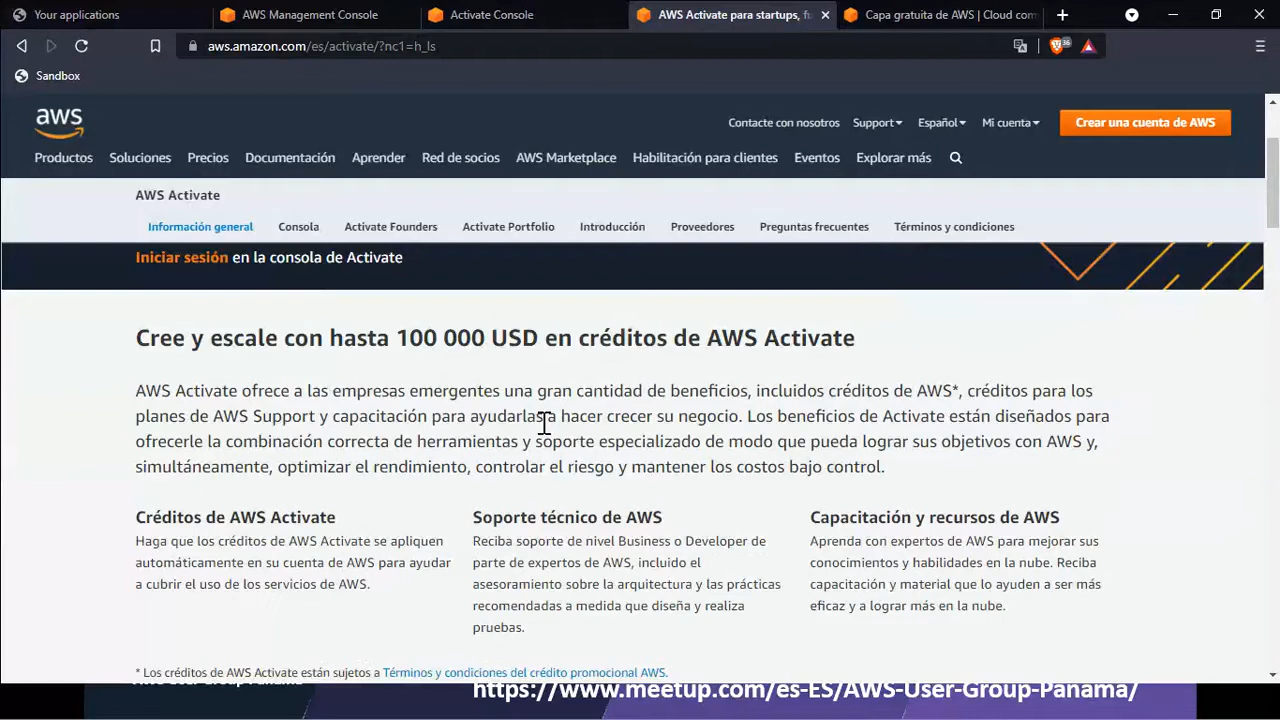 Your applications
AWS Management Console
Activate Console
AWS Activate para startups, fu
Capa gratuita de AWS | Cloud com
aws.amazon.com/es/activate/?nc1=h_ls
36
Sandbox
aws
Contacte con nosotros
Support
Español
Mi cuenta
Crear una cuenta de AWS
Productos
Soluciones
Precios
Documentación
Aprender
Red de socios
AWS Marketplace
Habilitación para clientes
Eventos
Explorar más
AWS Activate
Información general
Consola
Activate Founders
Activate Portfolio
Introducción
Proveedores
Preguntas frecuentes
Términos y condiciones
Iniciar sesión en la consola de Activate
Cree y escale con hasta 100 000 USD en créditos de AWS Activate
AWS Activate ofrece a las empresas emergentes una gran cantidad de beneficios, incluidos créditos de AWS*, créditos para los
planes de AWS Support y capacitación para ayudarlas a hacer crecer su negocio. Los beneficios de Activate están diseñados para
ofrecerle la combinación correcta de herramientas y soporte especializado de modo que pueda lograr sus objetivos con AWS y,
simultáneamente, optimizar el rendimiento, controlar el riesgo y mantener los costos bajo control.
Créditos de AWS Activate
Haga que los créditos de AWS Activate se apliquen
automáticamente en su cuenta de AWS para ayudar
a cubrir el uso de los servicios de AWS.
Soporte técnico de AWS
Reciba soporte de nivel Business o Developer de
parte de expertos de AWS, incluido el
asesoramiento sobre la arquitectura y las prácticas
recomendadas a medida que diseña y realiza
pruebas.
Capacitación y recursos de AWS
Aprenda con expertos de AWS para mejorar sus
conocimientos y habilidades en la nube. Reciba
capacitación y material que lo ayuden a ser más
eficaz y a lograr más en la nube.
* Los créditos de AWS Activate están sujetos a Términos y condiciones del crédito promocional AWS.
AWS User Group Panama
https://www.meetup.com/es-ES/AWS-User-Group-Panama/